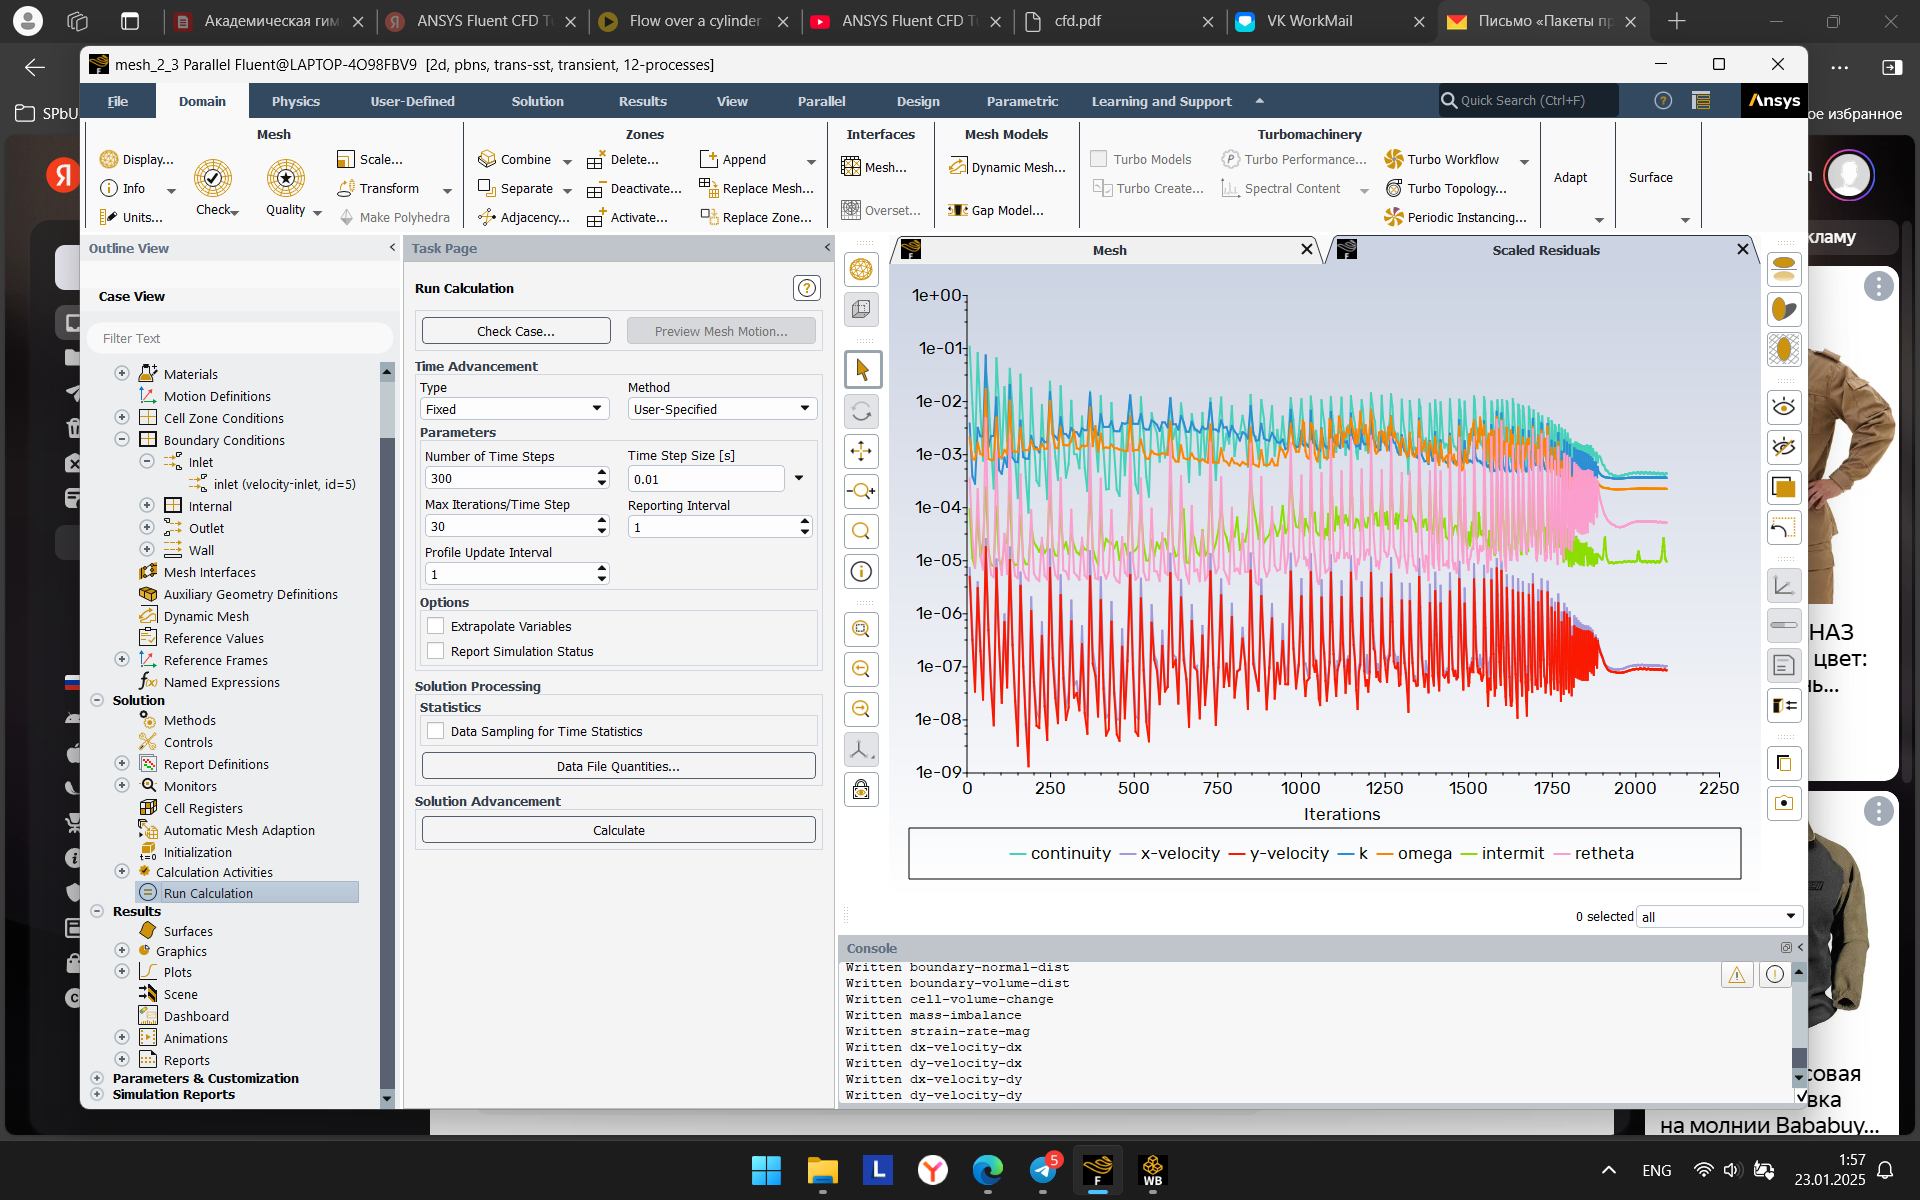 Академическая гим
ANSYS Fluent CFD Tu
Flow over a cylinder
ANSYS Fluent CFD Tu
cfd.pdf
VK WorkMail
Письмо «Пакеты пр
mesh_2_3 Parallel Fluent@LAPTOP-4O98FBV9 [2d, pbns, trans-sst, transient, 12-processes]
SPbU
ое избранное
File
Domain
Physics
User-Defined
Solution
Results
View
Parallel
Design
Parametric
Learning and Support
Quick Search (Ctrl+F)
Ansys
Mesh
Display...
Info
Units...
Check
Quality
Scale...
Transform
Make Polyhedra
Zones
Combine
Separate
Adjacency...
Delete...
Deactivate...
Activate...
Append
Replace Mesh...
Replace Zone...
Interfaces
Mesh...
Overset...
Mesh Models
Dynamic Mesh...
Gap Model...
Turbomachinery
Turbo Models
Turbo Create...
Turbo Performance...
Spectral Content
Turbo Workflow
Turbo Topology...
Periodic Instancing...
Adapt
Surface
Outline View
Case View
Filter Text
Materials
Motion Definitions
Cell Zone Conditions
Boundary Conditions
Inlet
inlet (velocity-inlet, id=5)
Internal
Outlet
Wall
Mesh Interfaces
Auxiliary Geometry Definitions
Dynamic Mesh
Reference Values
Reference Frames
Named Expressions
Solution
Methods
Controls
Report Definitions
Monitors
Cell Registers
Automatic Mesh Adaption
Initialization
Calculation Activities
Run Calculation
Results
Surfaces
Graphics
Plots
Scene
Dashboard
Animations
Reports
Parameters & Customization
Simulation Reports
Task Page
Run Calculation
Check Case...
Preview Mesh Motion...
Time Advancement
Type
Method
Fixed
User-Specified
Parameters
Number of Time Steps
Time Step Size [s]
300
0.01
Max Iterations/Time Step
Reporting Interval
30
1
Profile Update Interval
1
Options
Extrapolate Variables
Report Simulation Status
Solution Processing
Statistics
Data Sampling for Time Statistics
Data File Quantities...
Solution Advancement
Calculate
Mesh
Scaled Residuals
1e+00
1e-01
1e-02
1e-03
1e-04
1e-05
1e-06
1e-07
1e-08
1e-09
0 250 500 750 1000 1250 1500 1750 2000 2250
Iterations
continuity x-velocity y-velocity k omega intermit retheta
0 selected all
Console
Written boundary-normal-dist
Written boundary-volume-dist
Written cell-volume-change
Written mass-imbalance
Written strain-rate-mag
Written dx-velocity-dx
Written dy-velocity-dx
Written dx-velocity-dy
Written dy-velocity-dy
Я
кламу
НАЗ
цвет:
нь...
совая
вка
на молнии Bababuy...
L
Y
5
F
WB
ENG
1:57
23.01.2025